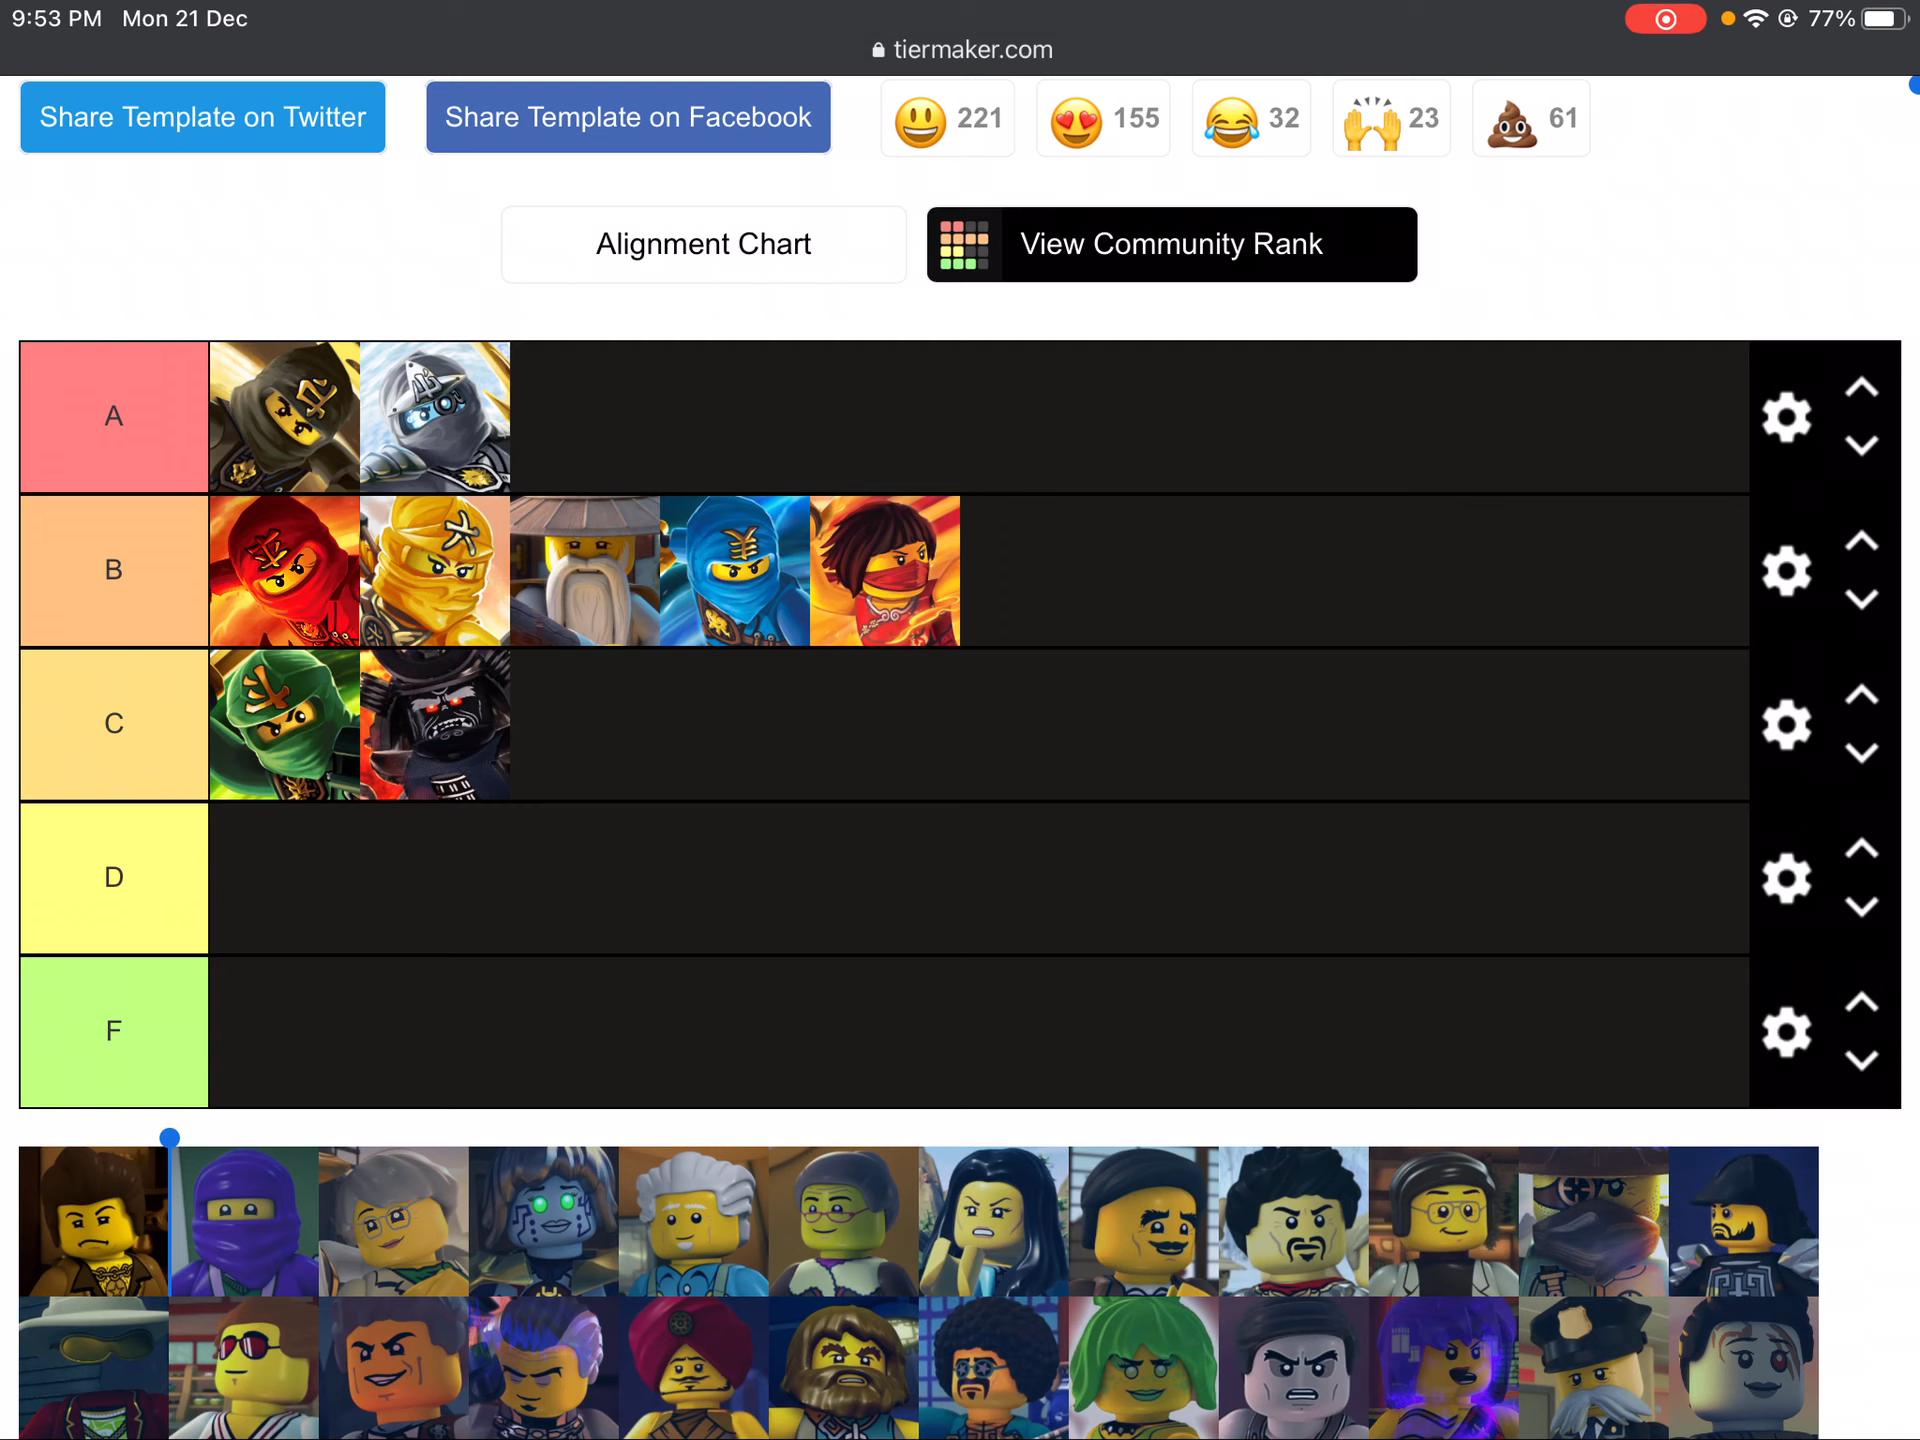 9:53 PM Mon 21 Dec
77%
tiermaker.com
Share Template on Twitter
Share Template on Facebook
221
155
32
23
61
Alignment Chart
View Community Rank
A
B
C
D
F